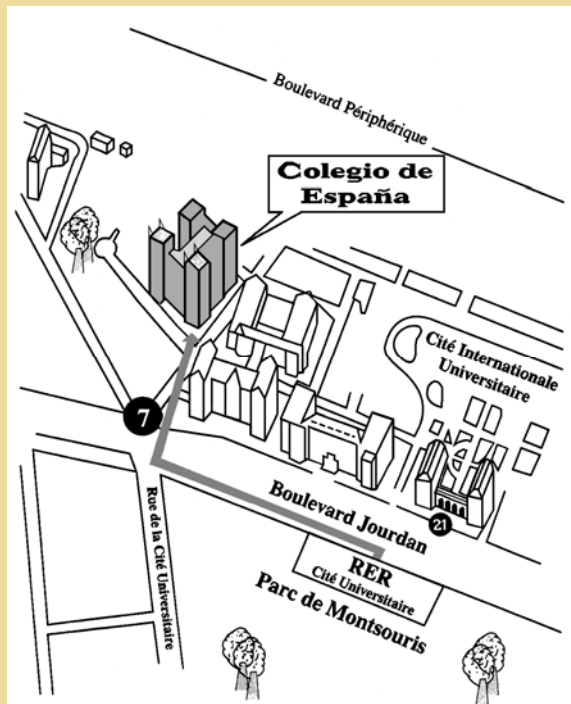 Boulevard Périphérique
Colegio de
España
Cité Internationale
Universitaire
7
Boulevard Jourdan
21
Rue de la Cité Universitaire
RER
Cité Universitaire
Parc de Montsouris